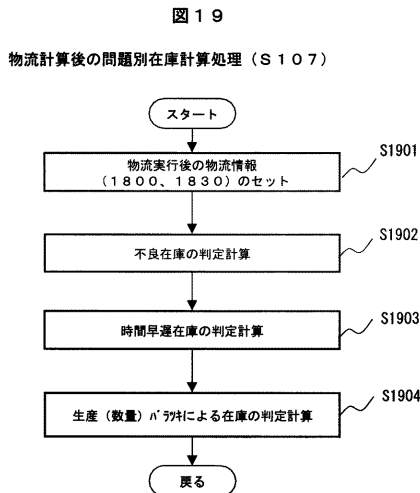 図１９
物流計算後の問題別在庫計算処理（Ｓ１０７）
スタート
物流実行後の物流情報
（１８００、１８３０）のセット
S1901
不良在庫の判定計算
S1902
時間早遅在庫の判定計算
S1903
生産（数量）ﾊﾞﾗﾂｷによる在庫の判定計算
S1904
戻る